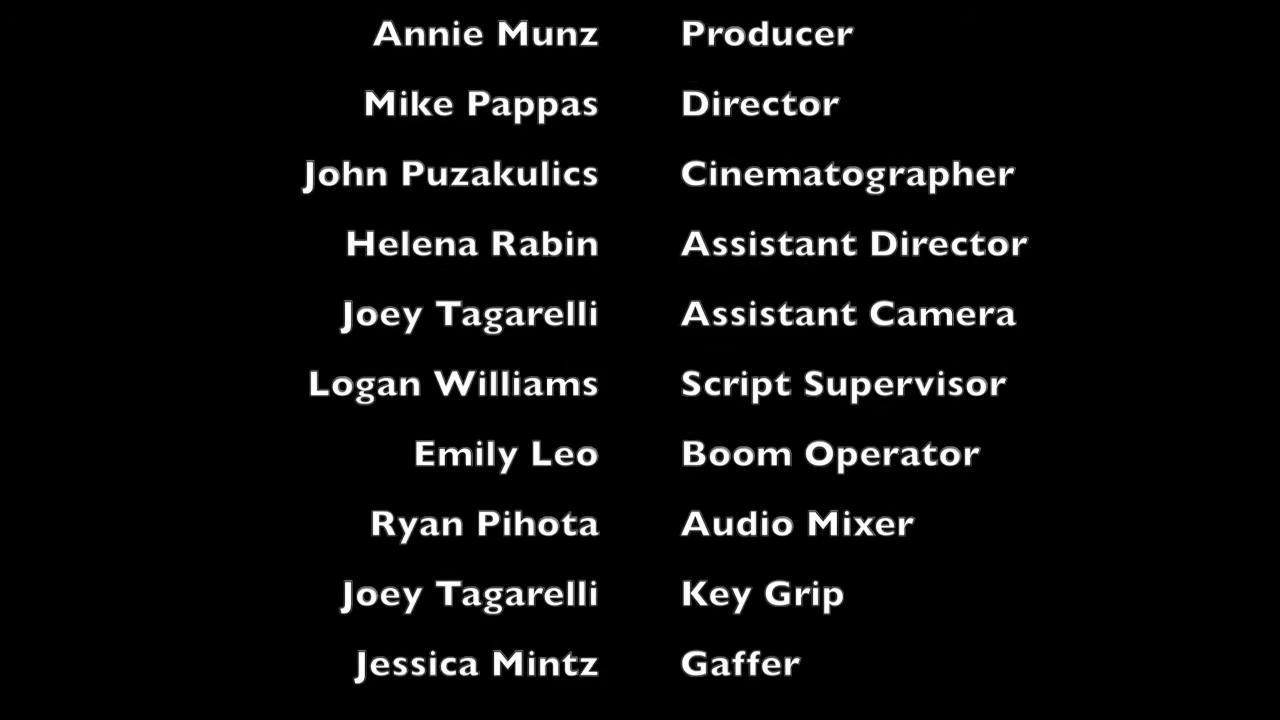 Annie Munz Producer
Mike Pappas Director
John Puzakulics Cinematographer
Helena Rabin Assistant Director
Joey Tagarelli Assistant Camera
Logan Williams Script Supervisor
Emily Leo Boom Operator
Ryan Pihota Audio Mixer
Joey Tagarelli Key Grip
Jessica Mintz Gaffer